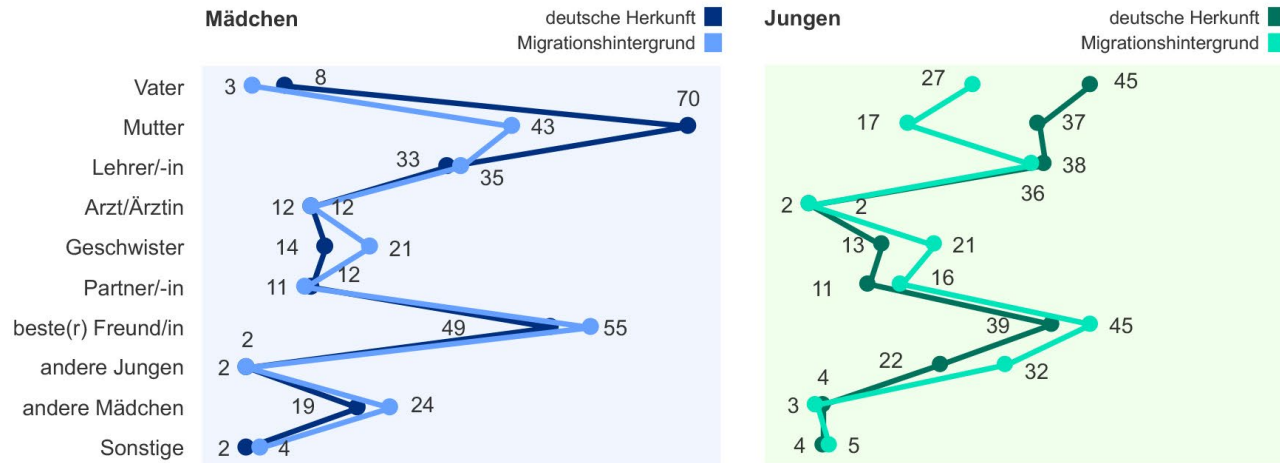 Mädchen
deutsche Herkunft
Migrationshintergrund
Jungen
deutsche Herkunft
Migrationshintergrund
Vater 3 8 27 45
Mutter 43 70 17 37
Lehrer/-in 33 35 36 38
Arzt/Ärztin 12 12 2 2
Geschwister 14 21 13 21
Partner/-in 11 12 11 16
beste(r) Freund/in 49 55 39 45
andere Jungen 2 2 22 32
andere Mädchen 19 24 3 4
Sonstige 2 4 4 5